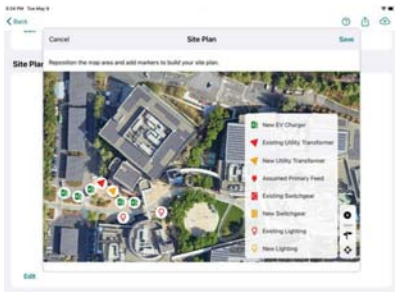 8:24 PM Tue May 9
Back
Cancel
Site Plan
Save
Site Plan
Reposition the map area and add markers to build your site plan.
New EV Charger
Existing Utility Transformer
New Utility Transformer
Assumed Primary Feed
Existing Switchgear
New Switchgear
Existing Lighting
New Lighting
Edit